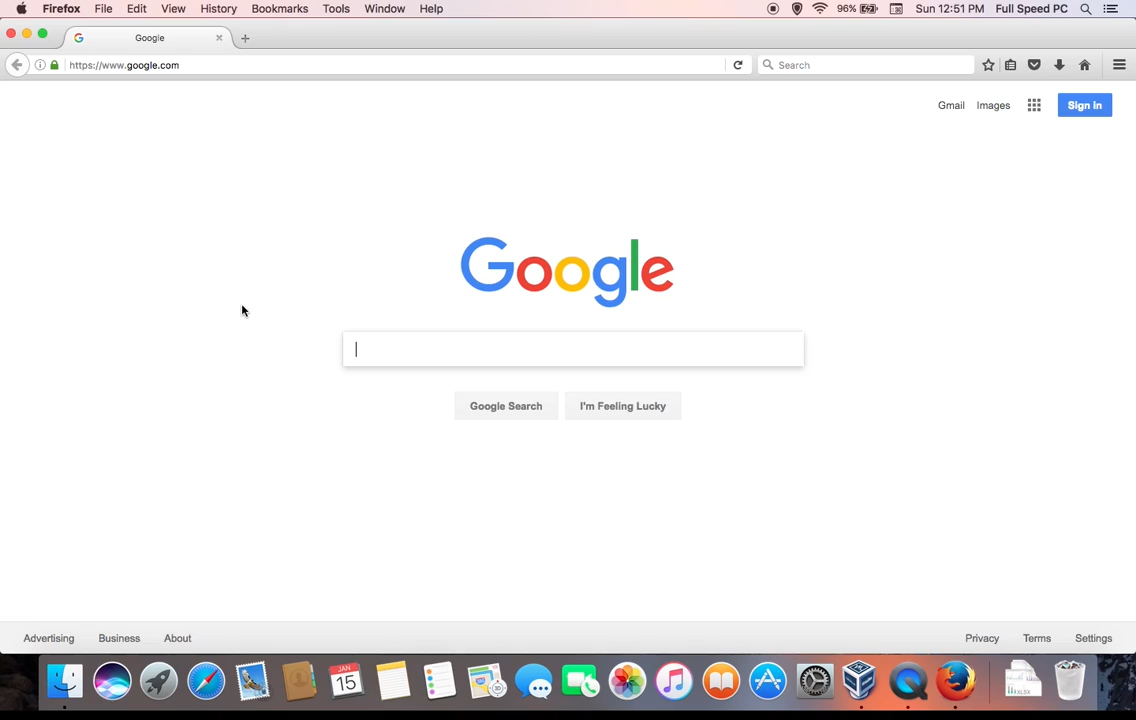 Firefox File Edit View History Bookmarks Tools Window Help 96% Sun 12:51 PM Full Speed PC
Google
https://www.google.com Search
Gmail Images Sign in
Google
Google Search I'm Feeling Lucky
Advertising Business About Privacy Terms Settings
JAN
15
XLSX